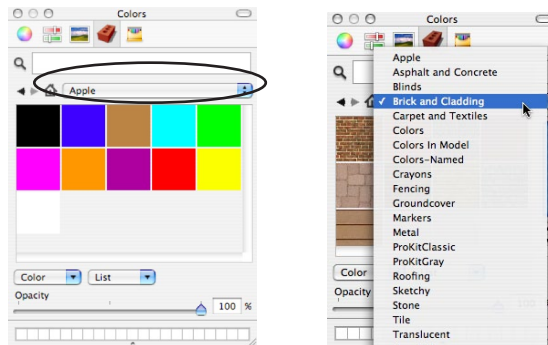 Colors
Apple
Color
List
Opacity
100 %
Colors
Apple
Asphalt and Concrete
Blinds
✓ Brick and Cladding
Carpet and Textiles
Colors
Colors In Model
Colors-Named
Crayons
Fencing
Groundcover
Markers
Metal
ProKitClassic
ProKitGray
Roofing
Sketchy
Stone
Tile
Translucent
Color
Opacity